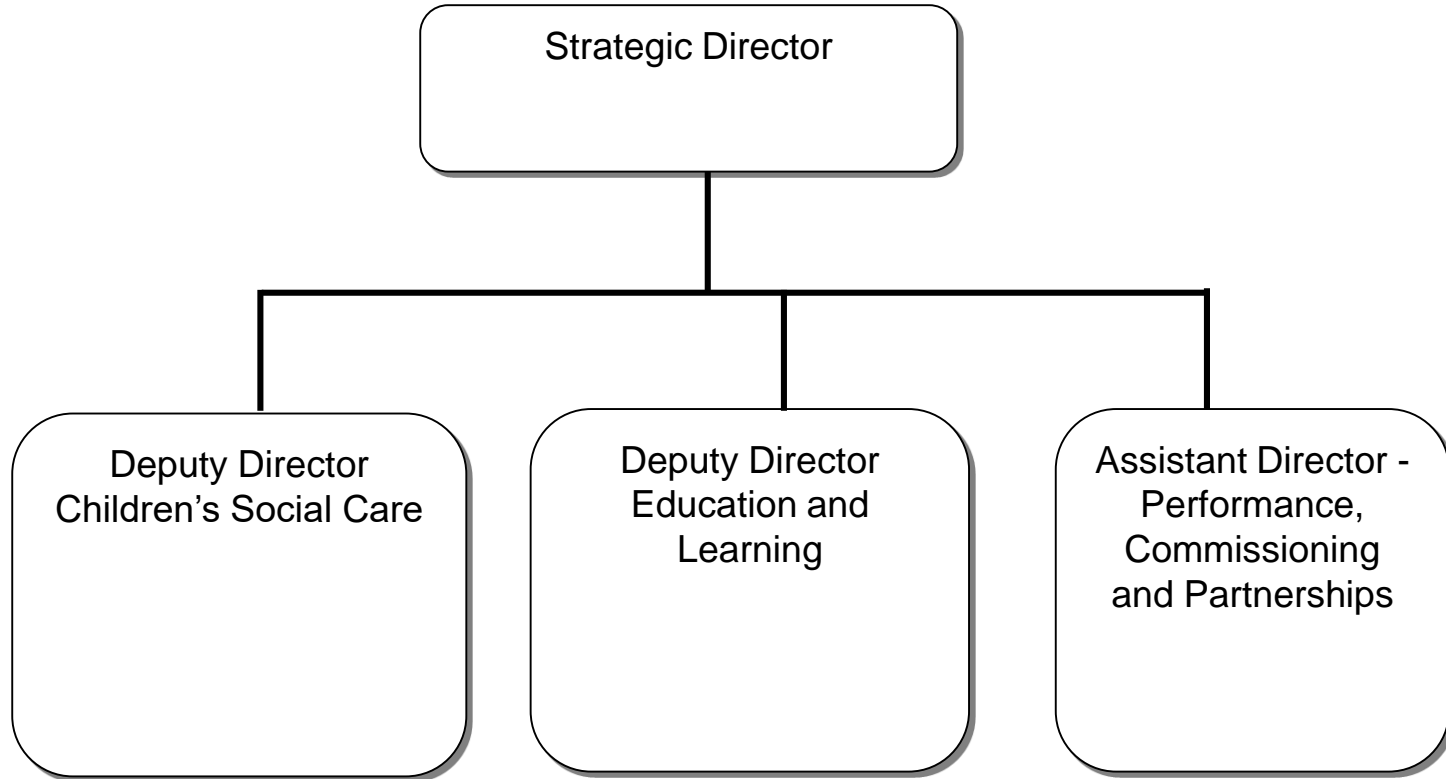 Strategic Director
Deputy Director
Children’s Social Care
Deputy Director
Education and
Learning
Assistant Director -
Performance,
Commissioning
and Partnerships